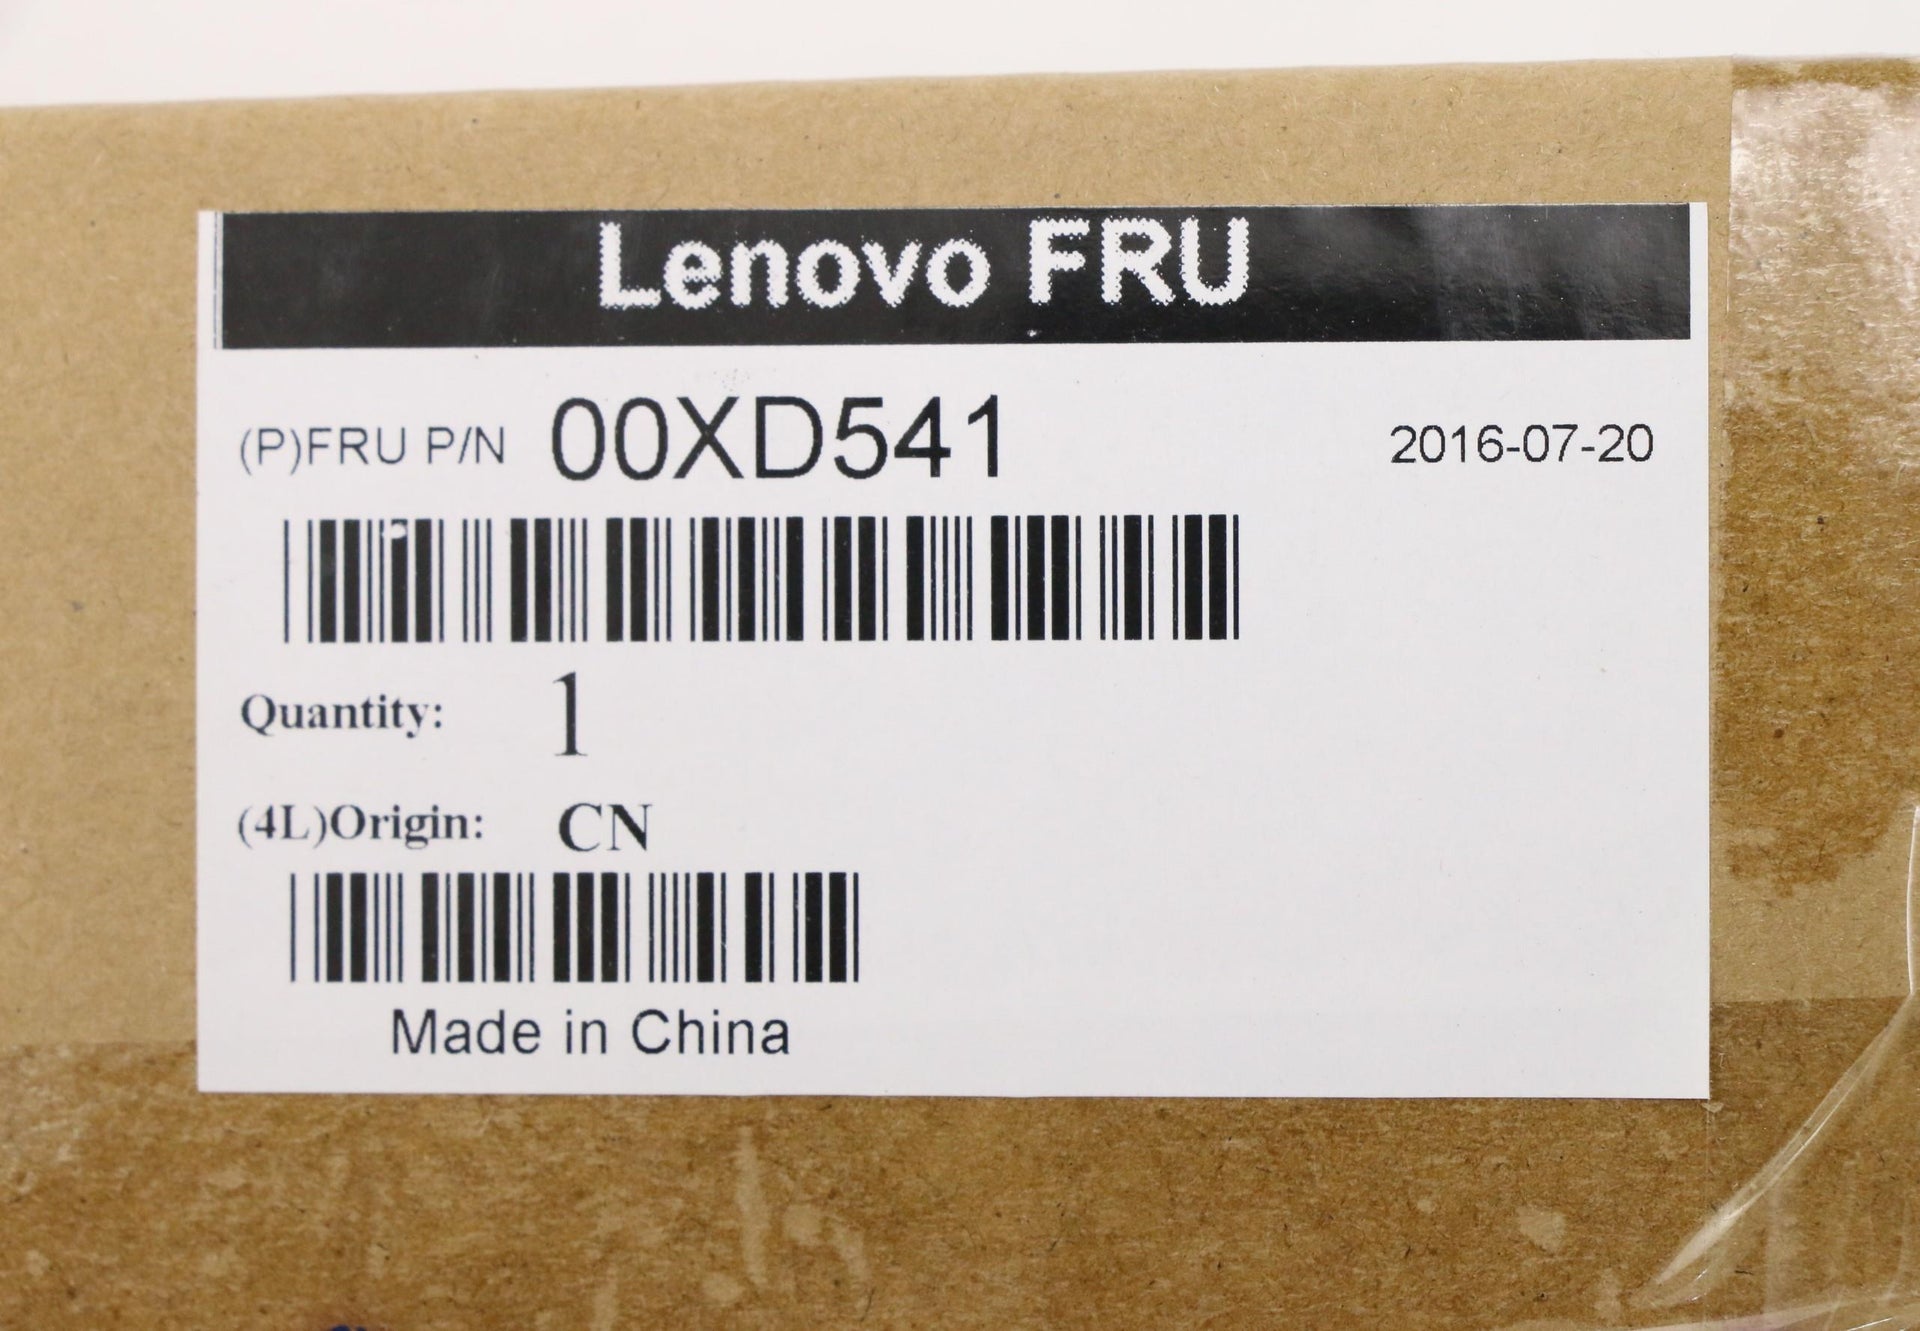 Lenovo FRU
(P)FRU P/N 00XD541 2016-07-20
Quantity: 1
(4L)Origin: CN
Made in China